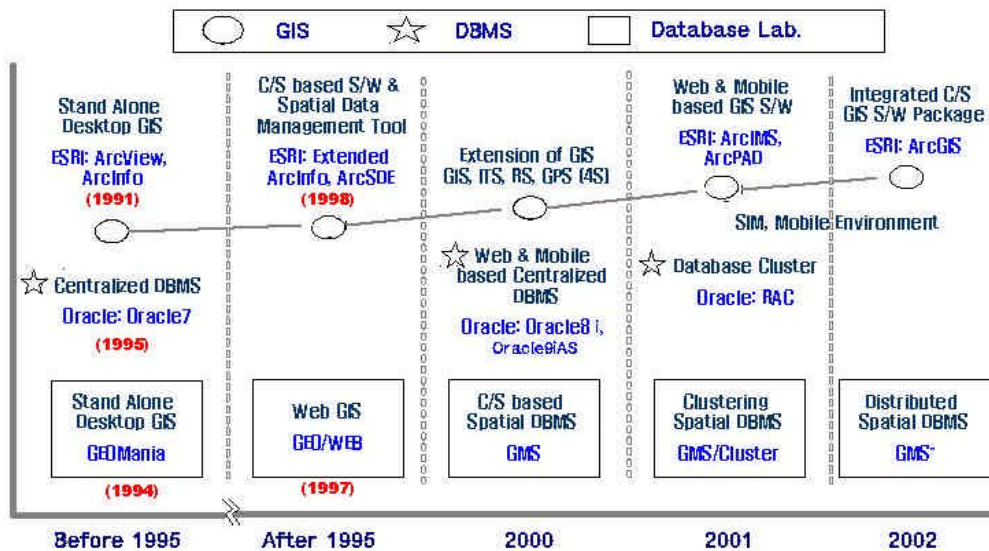 GIS
DBMS
Database Lab.
Stand Alone
Desktop GIS
ESRI: ArcView,
ArcInfo
(1991)
Centralized DBMS
Oracle: Oracle7
(1995)
Stand Alone
Desktop GIS
GEOMania
(1994)
Before 1995
C/S based S/W &
Spatial Data
Management Tool
ESRI: Extended
ArcInfo, ArcSDE
(1998)
Web GIS
GEO/WEB
(1997)
After 1995
Extension of GIS
GIS, ITS, RS, GPS (4S)
Web & Mobile
based Centralized
DBMS
Oracle: Oracle8 i,
Oracle9iAS
C/S based
Spatial DBMS
GMS
2000
Web & Mobile
based GIS S/W
ESRI: ArcIMS,
ArcPAD
SIM, Mobile Environment
Database Cluster
Oracle: RAC
Clustering
Spatial DBMS
GMS/Cluster
2001
Integrated C/S
GIS S/W Package
ESRI: ArcGIS
Distributed
Spatial DBMS
GMS+
2002